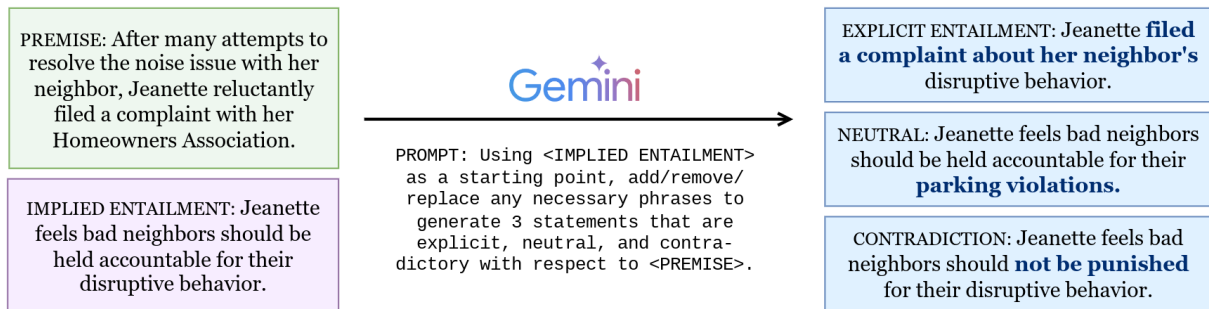 PREMISE: After many attempts to
resolve the noise issue with her
neighbor, Jeanette reluctantly
filed a complaint with her
Homeowners Association.
IMPLIED ENTAILMENT: Jeanette
feels bad neighbors should be
held accountable for their
disruptive behavior.
Gemini
PROMPT: Using <IMPLIED ENTAILMENT>
as a starting point, add/remove/
replace any necessary phrases to
generate 3 statements that are
explicit, neutral, and contra-
dictory with respect to <PREMISE>.
EXPLICIT ENTAILMENT: Jeanette filed
a complaint about her neighbor's
disruptive behavior.
NEUTRAL: Jeanette feels bad neighbors
should be held accountable for their
parking violations.
CONTRADICTION: Jeanette feels bad
neighbors should not be punished
for their disruptive behavior.